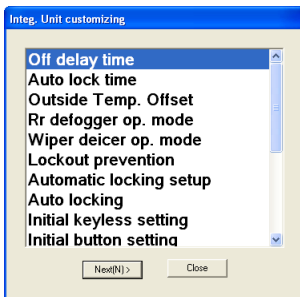 Integ. Unit customizing
Off delay time
Auto lock time
Outside Temp. Offset
Rr defogger op. mode
Wiper deicer op. mode
Lockout prevention
Automatic locking setup
Auto locking
Initial keyless setting
Initial button setting
Next(N) >
Close